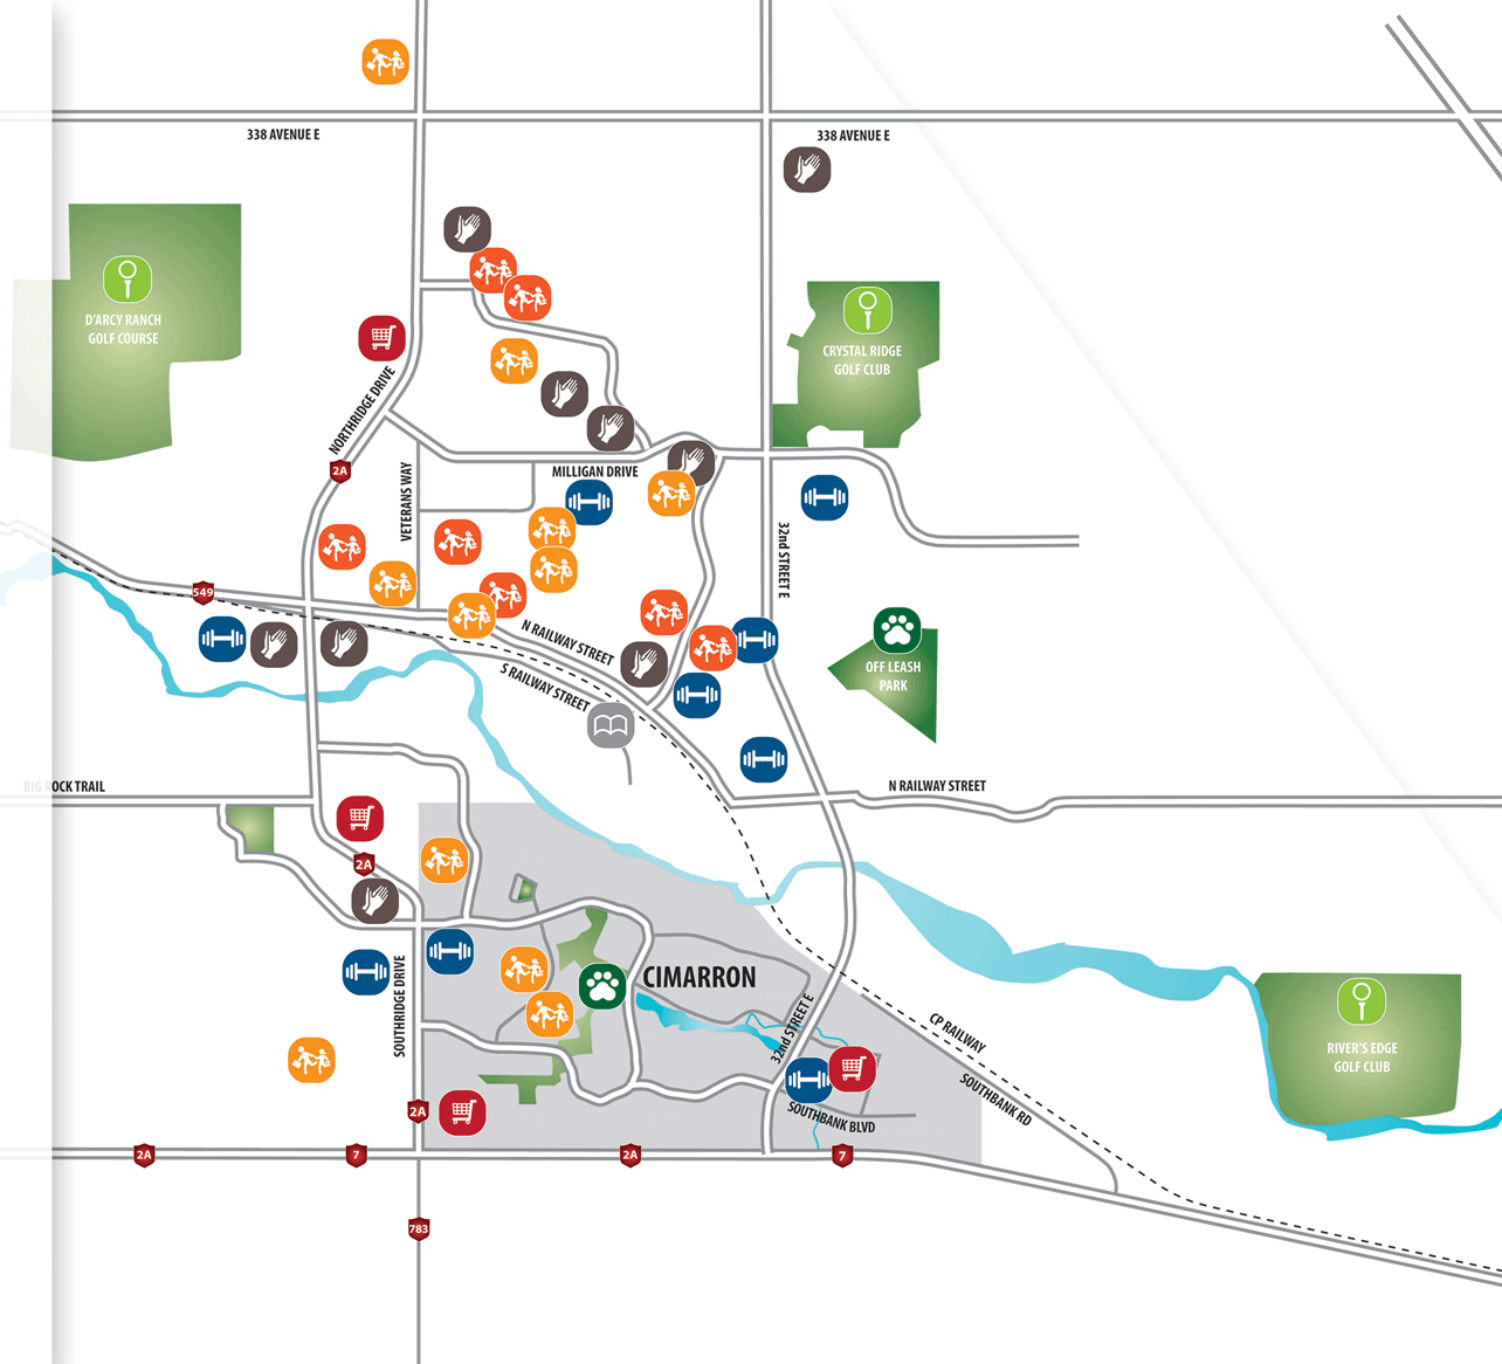 338 AVENUE E
338 AVENUE E
D'ARCY RANCH
GOLF COURSE
CRYSTAL RIDGE
GOLF CLUB
NORTHRIDGE DRIVE
2A
VETERANS WAY
MILLIGAN DRIVE
32nd STREET E
549
N RAILWAY STREET
S RAILWAY STREET
OFF LEASH
PARK
BIG ROCK TRAIL
N RAILWAY STREET
2A
SOUTHRIDGE DRIVE
CIMARRON
32nd STREET E
CP RAILWAY
SOUTHBANK RD
RIVER'S EDGE
GOLF CLUB
2A
SOUTHBANK BLVD
2A
7
2A
7
783